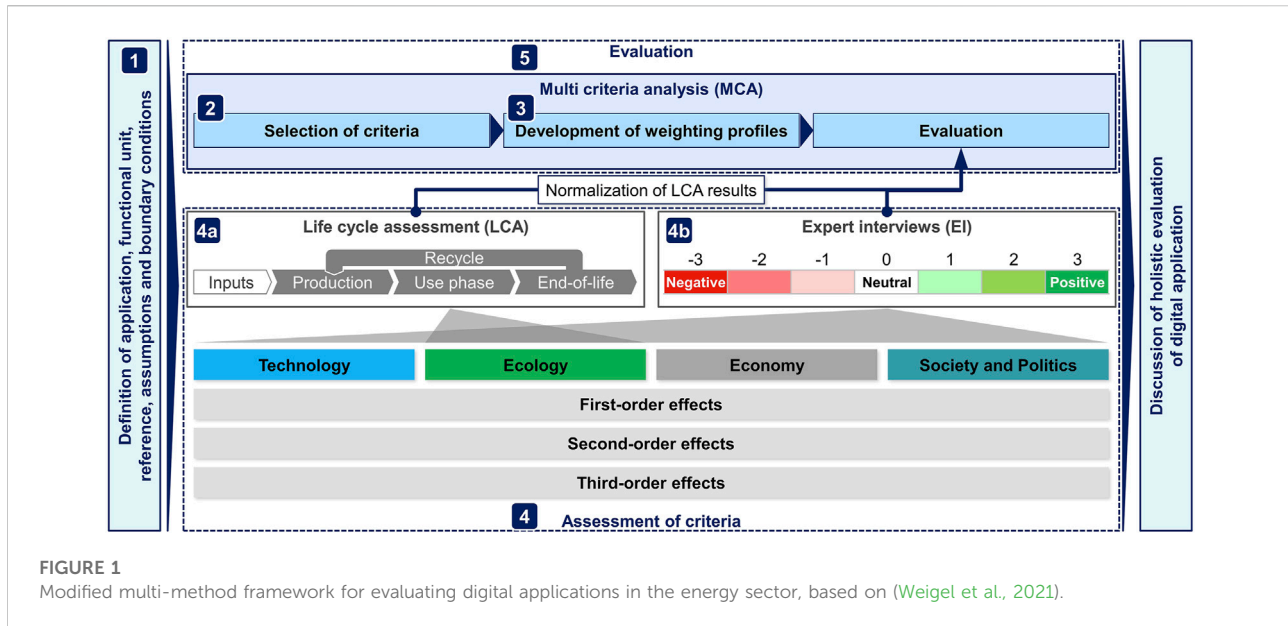 1
Definition of application, functional unit,
reference, assumptions and boundary conditions
5
Evaluation
Multi criteria analysis (MCA)
2
Selection of criteria
3
Development of weighting profiles
Evaluation
Normalization of LCA results
4a
Life cycle assessment (LCA)
Recycle
Inputs
Production
Use phase
End-of-life
4b
Expert interviews (EI)
-3 -2 -1 0 1 2 3
Negative Neutral Positive
Technology
Ecology
Economy
Society and Politics
First-order effects
Second-order effects
Third-order effects
4
Assessment of criteria
Discussion of holistic evaluation
of digital application
FIGURE 1
Modified multi-method framework for evaluating digital applications in the energy sector, based on (Weigel et al., 2021).